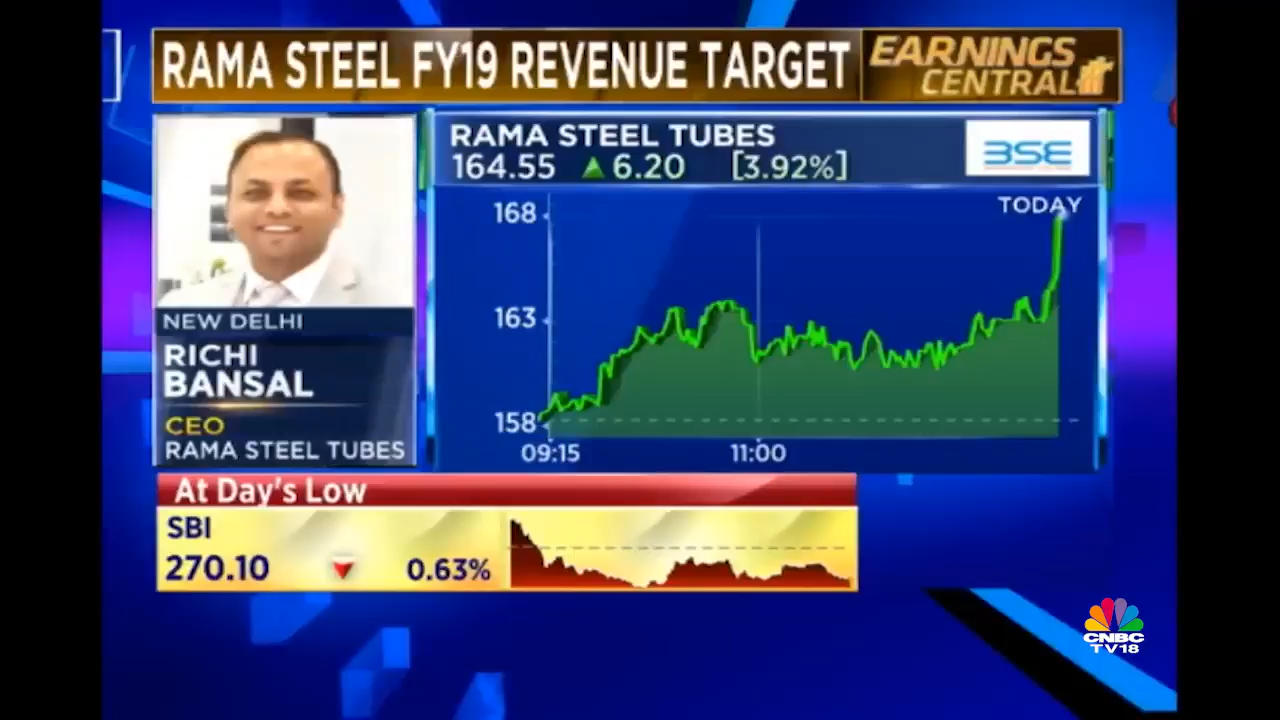 RAMA STEEL FY19 REVENUE TARGET
EARNINGS
CENTRAL
RAMA STEEL TUBES
164.55 ▲ 6.20 [3.92%]
BSE
TODAY
168
163
158
09:15 11:00
NEW DELHI
RICHI
BANSAL
CEO
RAMA STEEL TUBES
At Day's Low
SBI
270.10 ▼ 0.63%
CNBC
TV18